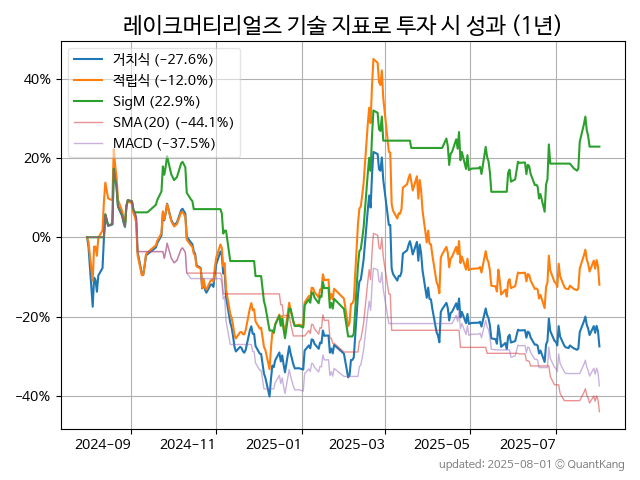 레이크머티리얼즈 기술 지표로 투자 시 성과 (1년)
거치식 (−27.6%)
적립식 (−12.0%)
SigM (22.9%)
SMA(20) (−44.1%)
MACD (−37.5%)
40%
20%
0%
−20%
−40%
2024−09 2024−11 2025−01 2025−03 2025−05 2025−07
updated: 2025-08-01 © QuantKang